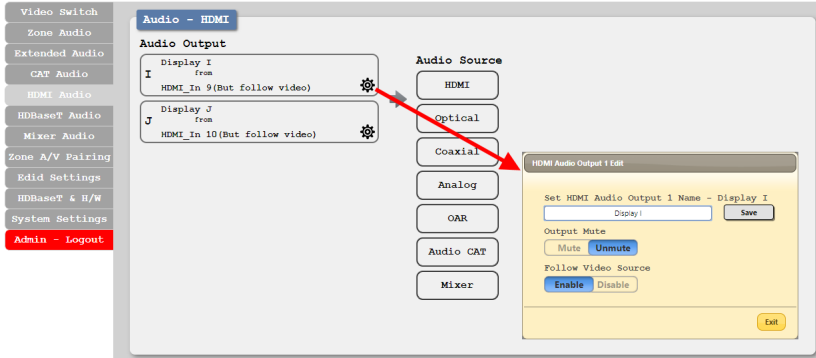 Video Switch
Zone Audio
Extended Audio
CAT Audio
HDMI Audio
HDBaseT Audio
Mixer Audio
Zone A/V Pairing
Edid Settings
HDBaseT & H/W
System Settings
Admin - Logout
Audio - HDMI
Audio Output
Display I
I
from
HDMI_In 9(But follow video)
Display J
J
from
HDMI_In 10(But follow video)
Audio Source
HDMI
Optical
Coaxial
Analog
OAR
Audio CAT
Mixer
HDMI Audio Output 1 Edit
Set HDMI Audio Output 1 Name - Display I
Display I Save
Output Mute
Mute Unmute
Follow Video Source
Enable Disable
Exit